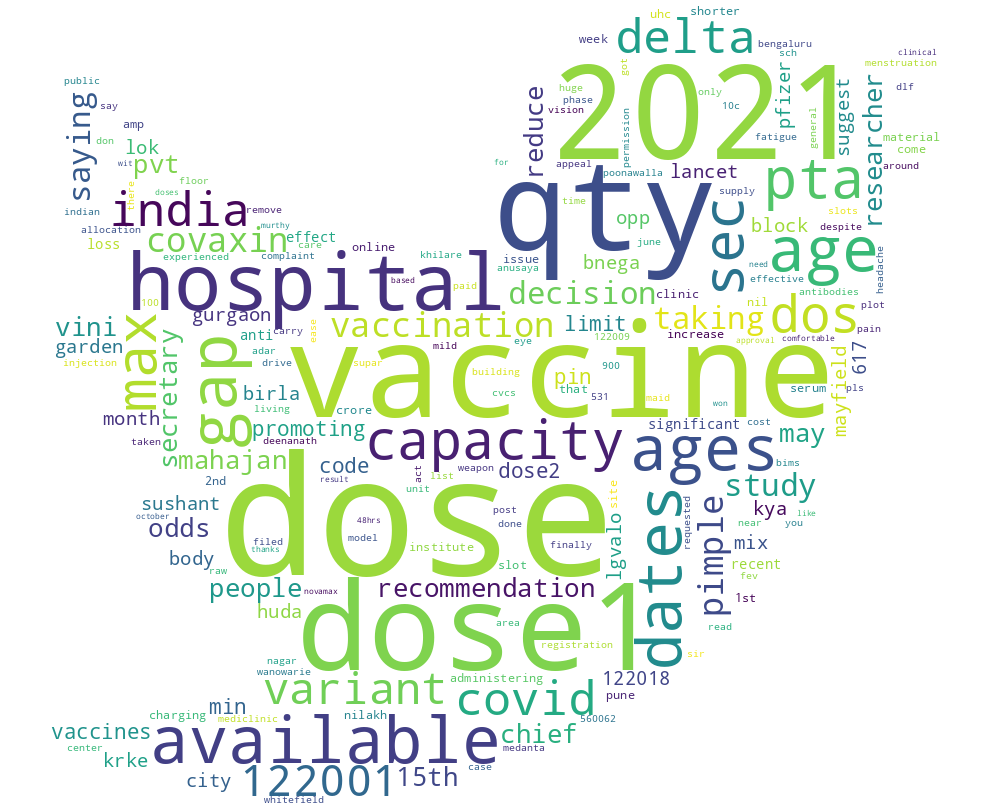 shorter
uhc
delta
week
bengaluru
sch
clinical
menstruation
dlf
public
say
saying
don
amp
lok
wit
pvt
there
doses
floor
indian
india
remove
murthy
allocation
loss
covaxin
effect
care
experienced
complaint
online
khilare
got
huge
phase
vision
2021
only
10c
fatigue
pfizer
general
suggest
researcher
material
come
around
reduce
for
appeal
permission
poonawalla
lancet
supply
pta
qty
time
opp
june
sec
block
slots
despite
issue
anusaya
bnega
need
effective
age
headache
antibodies
hospital
based
paid
decision
clinic
nil
plot
100
max
gurgaon
anti
carry
ease
vaccination
122009
limit
taking
increase
approval
comfortable
dos
pain
617
vini
garden
injection
gap
adar
drive
mild
eye
supar
vaccine
building
pin
that
900
cvcs
531
maid
won
cost
serum
pls
mayfield
month
secretary
birla
living
crore
promoting
deenanath
capacity
significant
ages
may
bims
taken
mahajan
2nd
code
result
act
list
unit
weapon
dose2
site
requested
study
sushant
october
odds
body
raw
dose
48hrs
model
filed
thanks
post
done
finally
institute
slot
lgvalo
dates
pimple
kya
near
you
like
mix
recent
fev
1st
read
people
novamax
recommendation
huda
dose1
area
registration
sir
nagar
wanowarie
variant
administering
covid
122018
pune
560062
min
charging
mediclinic
nilakh
chief
vaccines
center
krke
available
medanta
case
city
122001
15th
whitefield